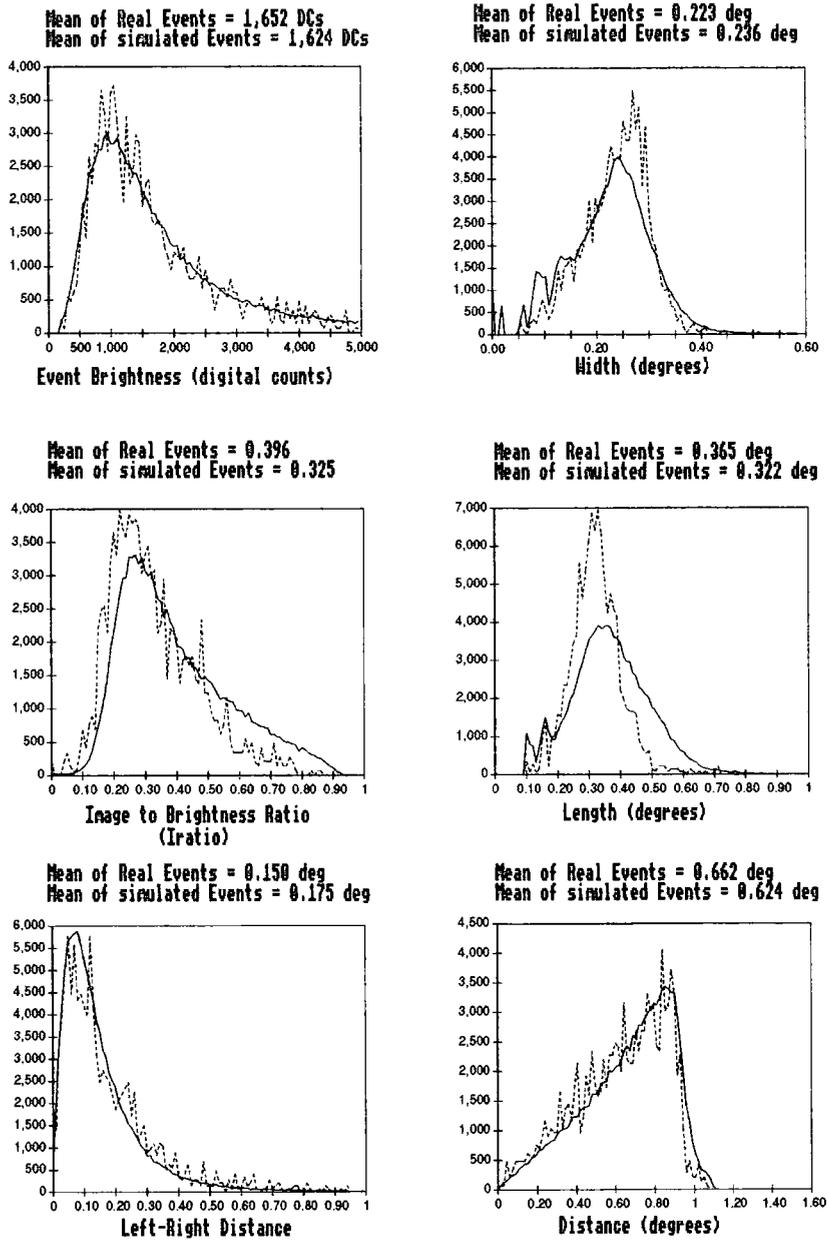 Mean of Real Events = 1,652 DCs
Mean of simulated Events = 1,624 DCs
4,000
3,500
3,000
2,500
2,000
1,500
1,000
500
0
0 500 1,000 2,000 3,000 4,000 5,000
Event Brightness (digital counts)
Mean of Real Events = 0.223 deg
Mean of simulated Events = 0.236 deg
6,000
5,500
5,000
4,500
4,000
3,500
3,000
2,500
2,000
1,500
1,000
500
0
0.00 0.20 0.40 0.60
Width (degrees)
Mean of Real Events = 0.396
Mean of simulated Events = 0.325
4,000
3,500
3,000
2,500
2,000
1,500
1,000
500
0
0 0.10 0.20 0.30 0.40 0.50 0.60 0.70 0.80 0.90 1
Image to Brightness Ratio
(Iratio)
Mean of Real Events = 0.365 deg
Mean of simulated Events = 0.322 deg
7,000
6,000
5,000
4,000
3,000
2,000
1,000
0
0 0.10 0.20 0.30 0.40 0.50 0.60 0.70 0.80 0.90 1
Length (degrees)
Mean of Real Events = 0.150 deg
Mean of simulated Events = 0.175 deg
6,000
5,500
5,000
4,500
4,000
3,500
3,000
2,500
2,000
1,500
1,000
500
0
0 0.10 0.20 0.30 0.40 0.50 0.60 0.70 0.80 0.90 1
Left-Right Distance
Mean of Real Events = 0.662 deg
Mean of simulated Events = 0.624 deg
4,500
4,000
3,500
3,000
2,500
2,000
1,500
1,000
500
0
0 0.20 0.40 0.60 0.80 1 1.20 1.40 1.60
Distance (degrees)